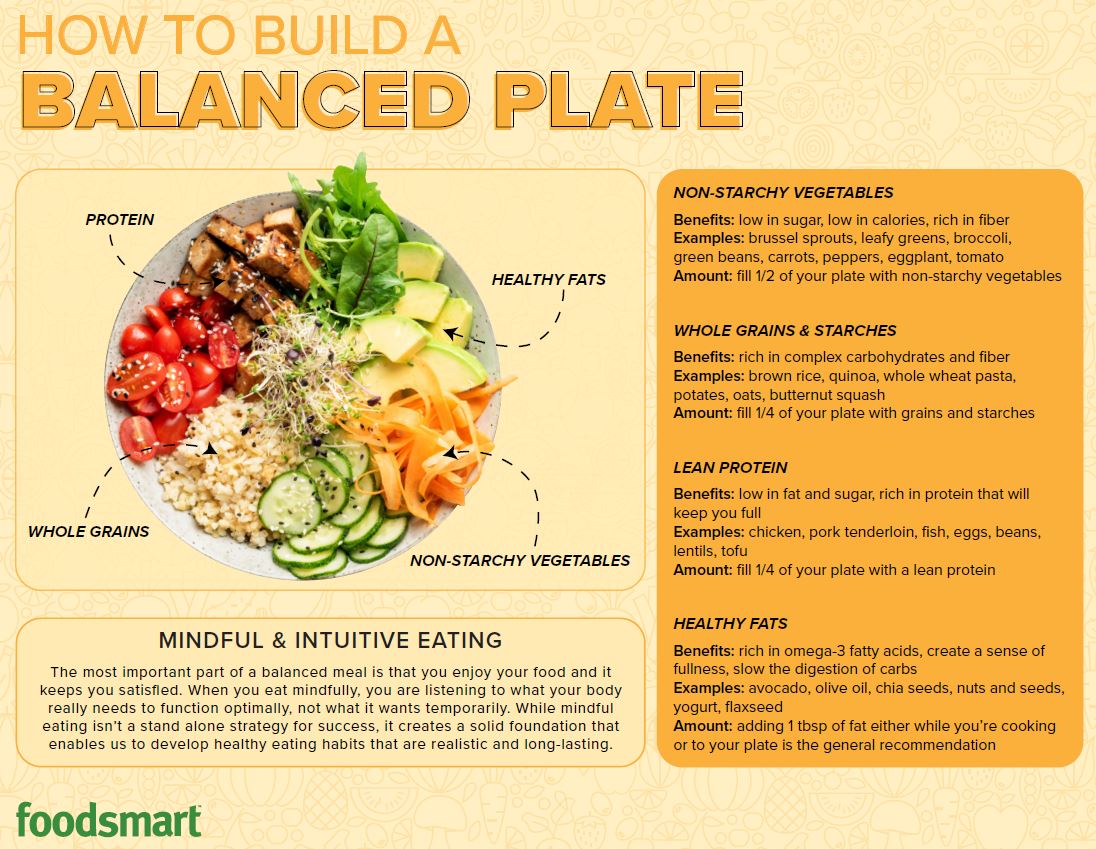 HOW TO BUILD A
BALANCED PLATE
PROTEIN
HEALTHY FATS
WHOLE GRAINS
NON-STARCHY VEGETABLES
MINDFUL & INTUITIVE EATING
The most important part of a balanced meal is that you enjoy your food and it
keeps you satisfied. When you eat mindfully, you are listening to what your body
really needs to function optimally, not what it wants temporarily. While mindful
eating isn't a stand alone strategy for success, it creates a solid foundation that
enables us to develop healthy eating habits that are realistic and long-lasting.
NON-STARCHY VEGETABLES
Benefits: low in sugar, low in calories, rich in fiber
Examples: brussel sprouts, leafy greens, broccoli,
green beans, carrots, peppers, eggplant, tomato
Amount: fill 1/2 of your plate with non-starchy vegetables
WHOLE GRAINS & STARCHES
Benefits: rich in complex carbohydrates and fiber
Examples: brown rice, quinoa, whole wheat pasta,
potates, oats, butternut squash
Amount: fill 1/4 of your plate with grains and starches
LEAN PROTEIN
Benefits: low in fat and sugar, rich in protein that will
keep you full
Examples: chicken, pork tenderloin, fish, eggs, beans,
lentils, tofu
Amount: fill 1/4 of your plate with a lean protein
HEALTHY FATS
Benefits: rich in omega-3 fatty acids, create a sense of
fullness, slow the digestion of carbs
Examples: avocado, olive oil, chia seeds, nuts and seeds,
yogurt, flaxseed
Amount: adding 1 tbsp of fat either while you're cooking
or to your plate is the general recommendation
foodsmart